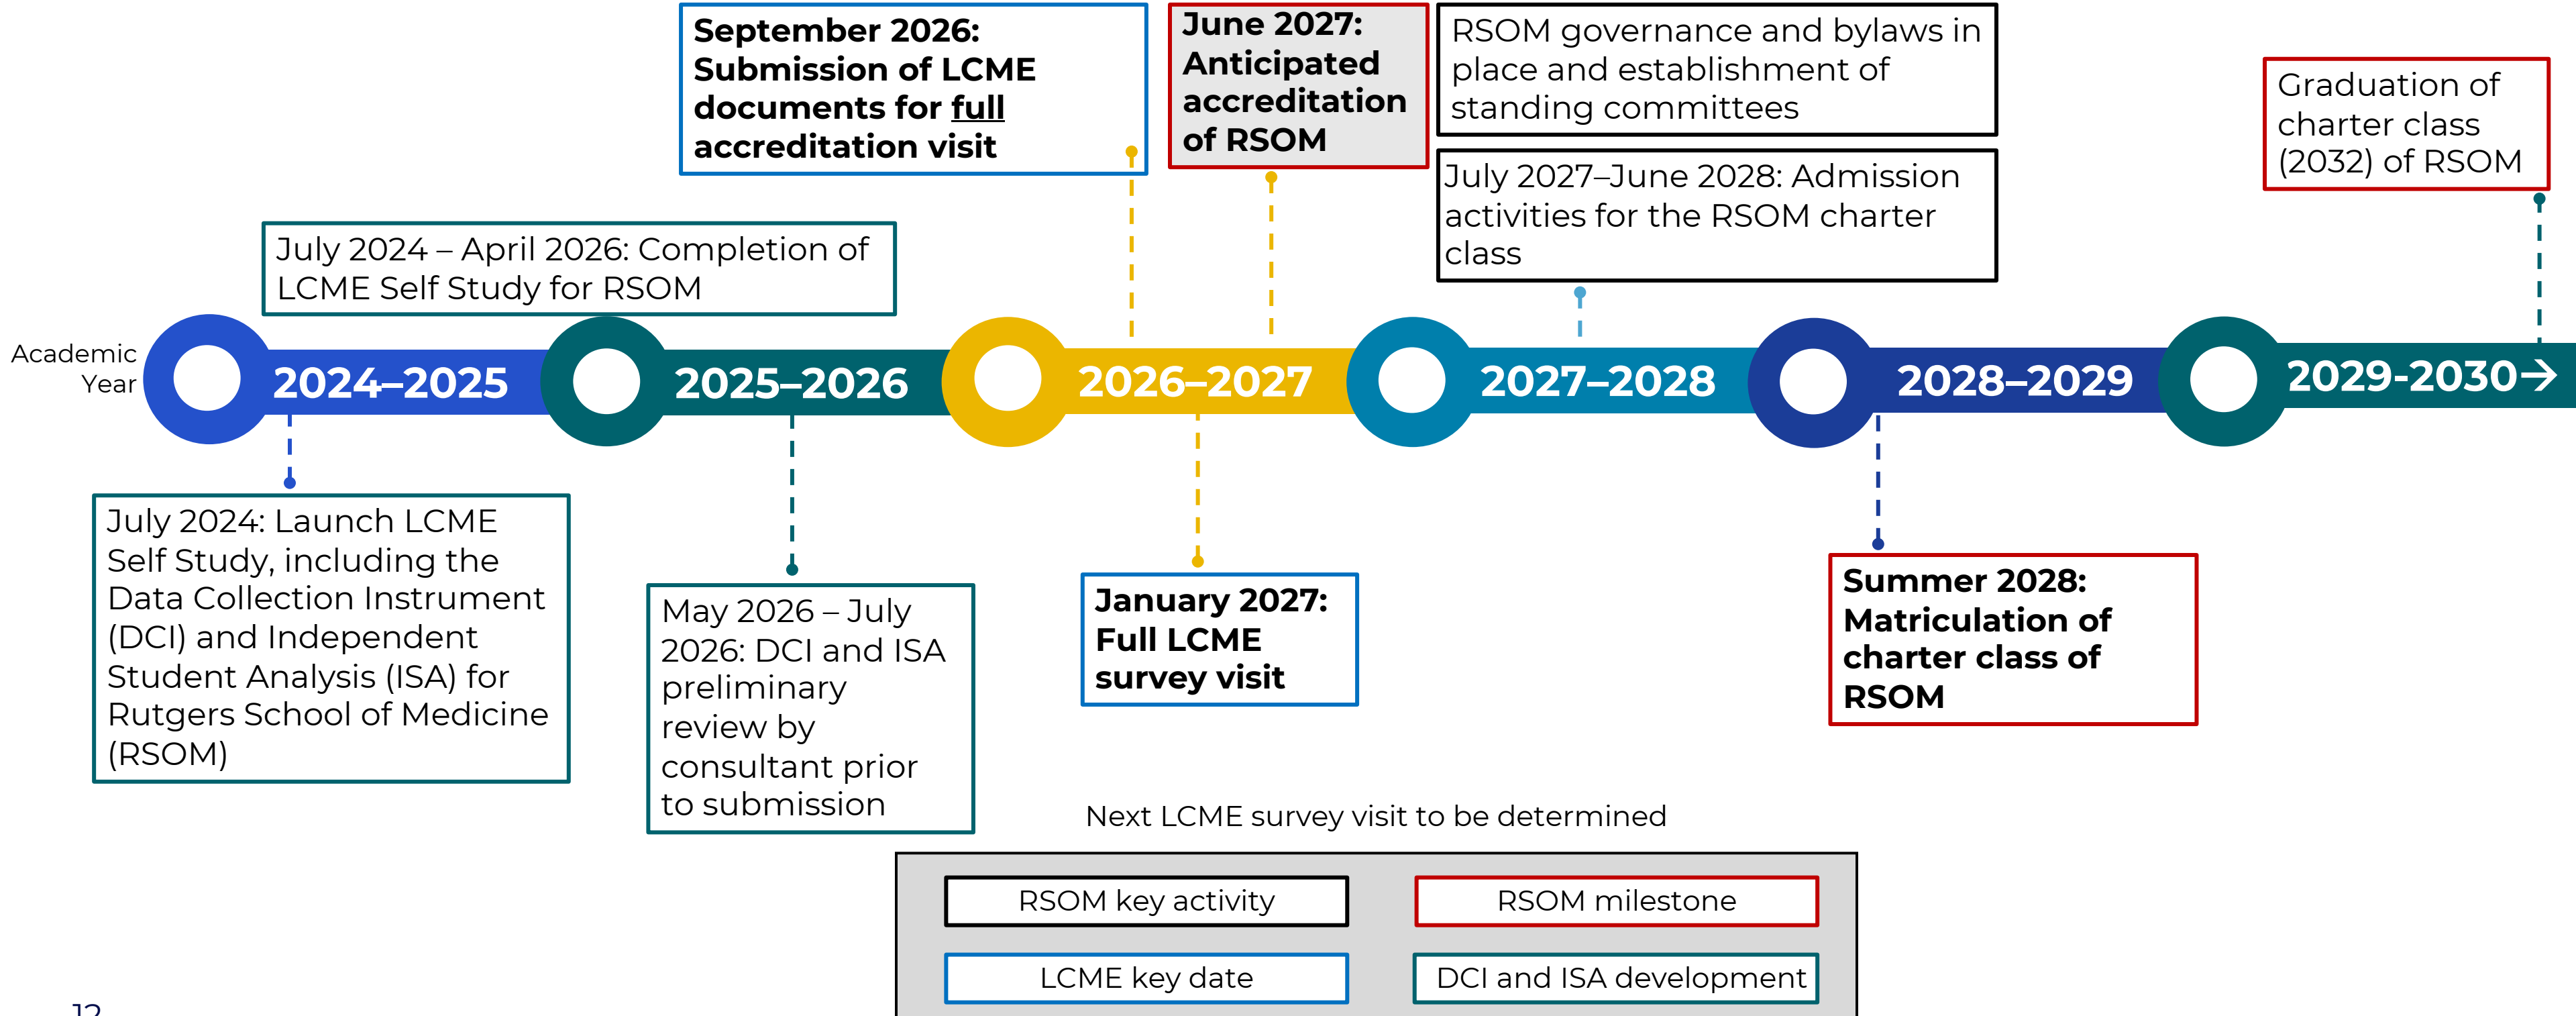 September 2026:
Submission of LCME
documents for full
accreditation visit
June 2027:
Anticipated
accreditation
of RSOM
RSOM governance and bylaws in
place and establishment of
standing committees
July 2027–June 2028: Admission
activities for the RSOM charter
class
Graduation of
charter class
(2032) of RSOM
July 2024 – April 2026: Completion of
LCME Self Study for RSOM
Academic
Year
2024–2025
2025–2026
2026–2027
2027–2028
2028–2029
2029-2030→
July 2024: Launch LCME
Self Study, including the
Data Collection Instrument
(DCI) and Independent
Student Analysis (ISA) for
Rutgers School of Medicine
(RSOM)
May 2026 – July
2026: DCI and ISA
preliminary
review by
consultant prior
to submission
January 2027:
Full LCME
survey visit
Summer 2028:
Matriculation of
charter class of
RSOM
Next LCME survey visit to be determined
RSOM key activity
RSOM milestone
LCME key date
DCI and ISA development
12